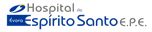 Hospital do
Espírito Santo E.P.E.
Évora